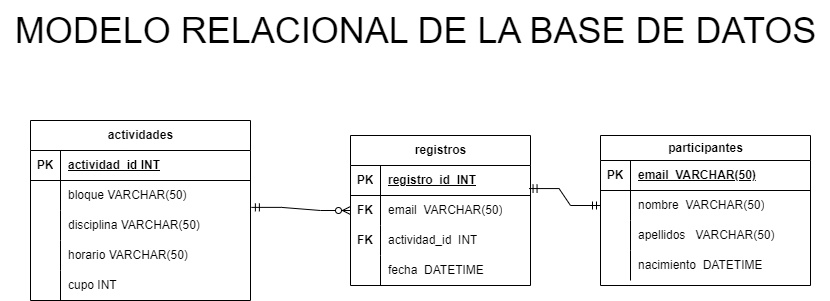 MODELO RELACIONAL DE LA BASE DE DATOS
actividades
PK actividad_id INT
bloque VARCHAR(50)
disciplina VARCHAR(50)
horario VARCHAR(50)
cupo INT
registros
PK registro_id INT
FK email VARCHAR(50)
FK actividad_id INT
fecha DATETIME
participantes
PK email VARCHAR(50)
nombre VARCHAR(50)
apellidos VARCHAR(50)
nacimiento DATETIME